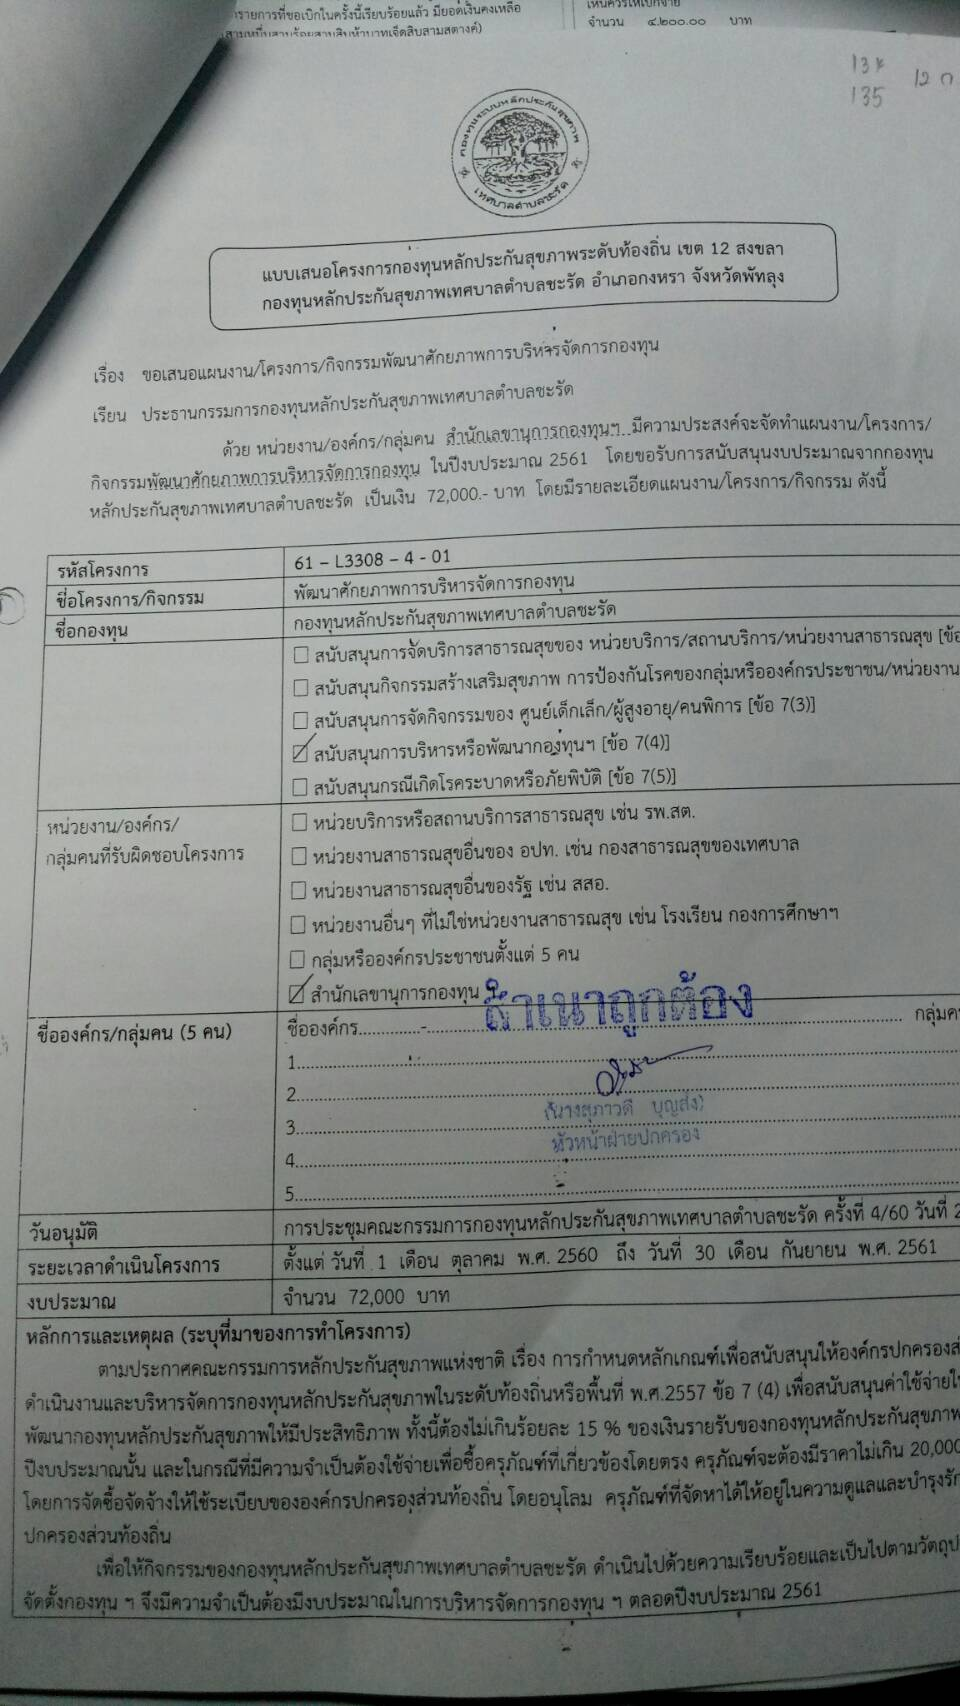 รายการที่ขอเบิกในครั้งนี้เรียบร้อยแล้ว มียอดเงินคงเหลือ
เห็นควรให้เบิกจ่าย
จำนวน ๔,๒๐๐.๐๐ บาท
135
12 ก
กองทุนระบบหลักประกันสุขภาพ
เทศบาลตำบลชะรัด
แบบเสนอโครงการกองทุนหลักประกันสุขภาพระดับท้องถิ่น เขต 12 สงขลา
กองทุนหลักประกันสุขภาพเทศบาลตำบลชะรัด อำเภอกงหรา จังหวัดพัทลุง
เรื่อง ขอเสนอแผนงาน/โครงการ/กิจกรรมพัฒนาศักยภาพการบริหารจัดการกองทุน
เรียน ประธานกรรมการกองทุนหลักประกันสุขภาพเทศบาลตำบลชะรัด
ด้วย หน่วยงาน/องค์กร/กลุ่มคน สำนักเลขานุการกองทุนฯ มีความประสงค์จะจัดทำแผนงาน/โครงการ/
กิจกรรมพัฒนาศักยภาพการบริหารจัดการกองทุน ในปีงบประมาณ 2561 โดยขอรับการสนับสนุนงบประมาณจากกองทุน
หลักประกันสุขภาพเทศบาลตำบลชะรัด เป็นเงิน 72,000.- บาท โดยมีรายละเอียดแผนงาน/โครงการ/กิจกรรม ดังนี้
รหัสโครงการ 61 – L3308 – 4 - 01
ชื่อโครงการ/กิจกรรม พัฒนาศักยภาพการบริหารจัดการกองทุน
ชื่อกองทุน กองทุนหลักประกันสุขภาพเทศบาลตำบลชะรัด
สนับสนุนการจัดบริการสาธารณสุขของ หน่วยบริการ/สถานบริการ/หน่วยงานสาธารณสุข [ข้อ
สนับสนุนกิจกรรมสร้างเสริมสุขภาพ การป้องกันโรคของกลุ่มหรือองค์กรประชาชน/หน่วยงาน
สนับสนุนการจัดกิจกรรมของ ศูนย์เด็กเล็ก/ผู้สูงอายุ/คนพิการ [ข้อ 7(3)]
สนับสนุนการบริหารหรือพัฒนากองทุนฯ [ข้อ 7(4)]
สนับสนุนกรณีเกิดโรคระบาดหรือภัยพิบัติ [ข้อ 7(5)]
หน่วยงาน/องค์กร/
กลุ่มคนที่รับผิดชอบโครงการ
หน่วยบริการหรือสถานบริการสาธารณสุข เช่น รพ.สต.
หน่วยงานสาธารณสุขอื่นของ อปท. เช่น กองสาธารณสุขของเทศบาล
หน่วยงานสาธารณสุขอื่นของรัฐ เช่น สสอ.
หน่วยงานอื่นๆ ที่ไม่ใช่หน่วยงานสาธารณสุข เช่น โรงเรียน กองการศึกษาฯ
กลุ่มหรือองค์กรประชาชนตั้งแต่ 5 คน
สำนักเลขานุการกองทุน ฯ
สำเนาถูกต้อง
ชื่อองค์กร/กลุ่มคน (5 คน) ชื่อองค์กร..........-.......... กลุ่มคน
1..........
2..........
(นางสุภาวดี บุญส่ง)
3..........
หัวหน้าฝ่ายปกครอง
4..........
5..........
วันอนุมัติ การประชุมคณะกรรมการกองทุนหลักประกันสุขภาพเทศบาลตำบลชะรัด ครั้งที่ 4/60 วันที่ 2
ระยะเวลาดำเนินโครงการ ตั้งแต่ วันที่ 1 เดือน ตุลาคม พ.ศ. 2560 ถึง วันที่ 30 เดือน กันยายน พ.ศ. 2561
งบประมาณ จำนวน 72,000 บาท
หลักการและเหตุผล (ระบุที่มาของการทำโครงการ)
ตามประกาศคณะกรรมการหลักประกันสุขภาพแห่งชาติ เรื่อง การกำหนดหลักเกณฑ์เพื่อสนับสนุนให้องค์กรปกครองส่
ดำเนินงานและบริหารจัดการกองทุนหลักประกันสุขภาพในระดับท้องถิ่นหรือพื้นที่ พ.ศ.2557 ข้อ 7 (4) เพื่อสนับสนุนค่าใช้จ่ายใ
พัฒนากองทุนหลักประกันสุขภาพให้มีประสิทธิภาพ ทั้งนี้ต้องไม่เกินร้อยละ 15 % ของเงินรายรับของกองทุนหลักประกันสุขภาพ
ปีงบประมาณนั้น และในกรณีที่มีความจำเป็นต้องใช้จ่ายเพื่อซื้อครุภัณฑ์ที่เกี่ยวข้องโดยตรง ครุภัณฑ์จะต้องมีราคาไม่เกิน 20,000
โดยการจัดซื้อจัดจ้างให้ใช้ระเบียบขององค์กรปกครองส่วนท้องถิ่น โดยอนุโลม ครุภัณฑ์ที่จัดหาได้ให้อยู่ในความดูแลและบำรุงรัก
ปกครองส่วนท้องถิ่น
เพื่อให้กิจกรรมของกองทุนหลักประกันสุขภาพเทศบาลตำบลชะรัด ดำเนินไปด้วยความเรียบร้อยและเป็นไปตามวัตถุป
จัดตั้งกองทุน ฯ จึงมีความจำเป็นต้องมีงบประมาณในการบริหารจัดการกองทุน ฯ ตลอดปีงบประมาณ 2561